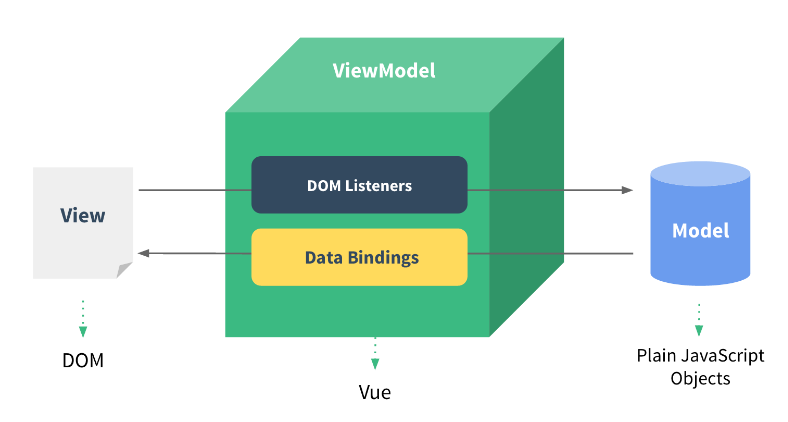 ViewModel
DOM Listeners
View
Model
Data Bindings
DOM
Plain JavaScript
Objects
Vue